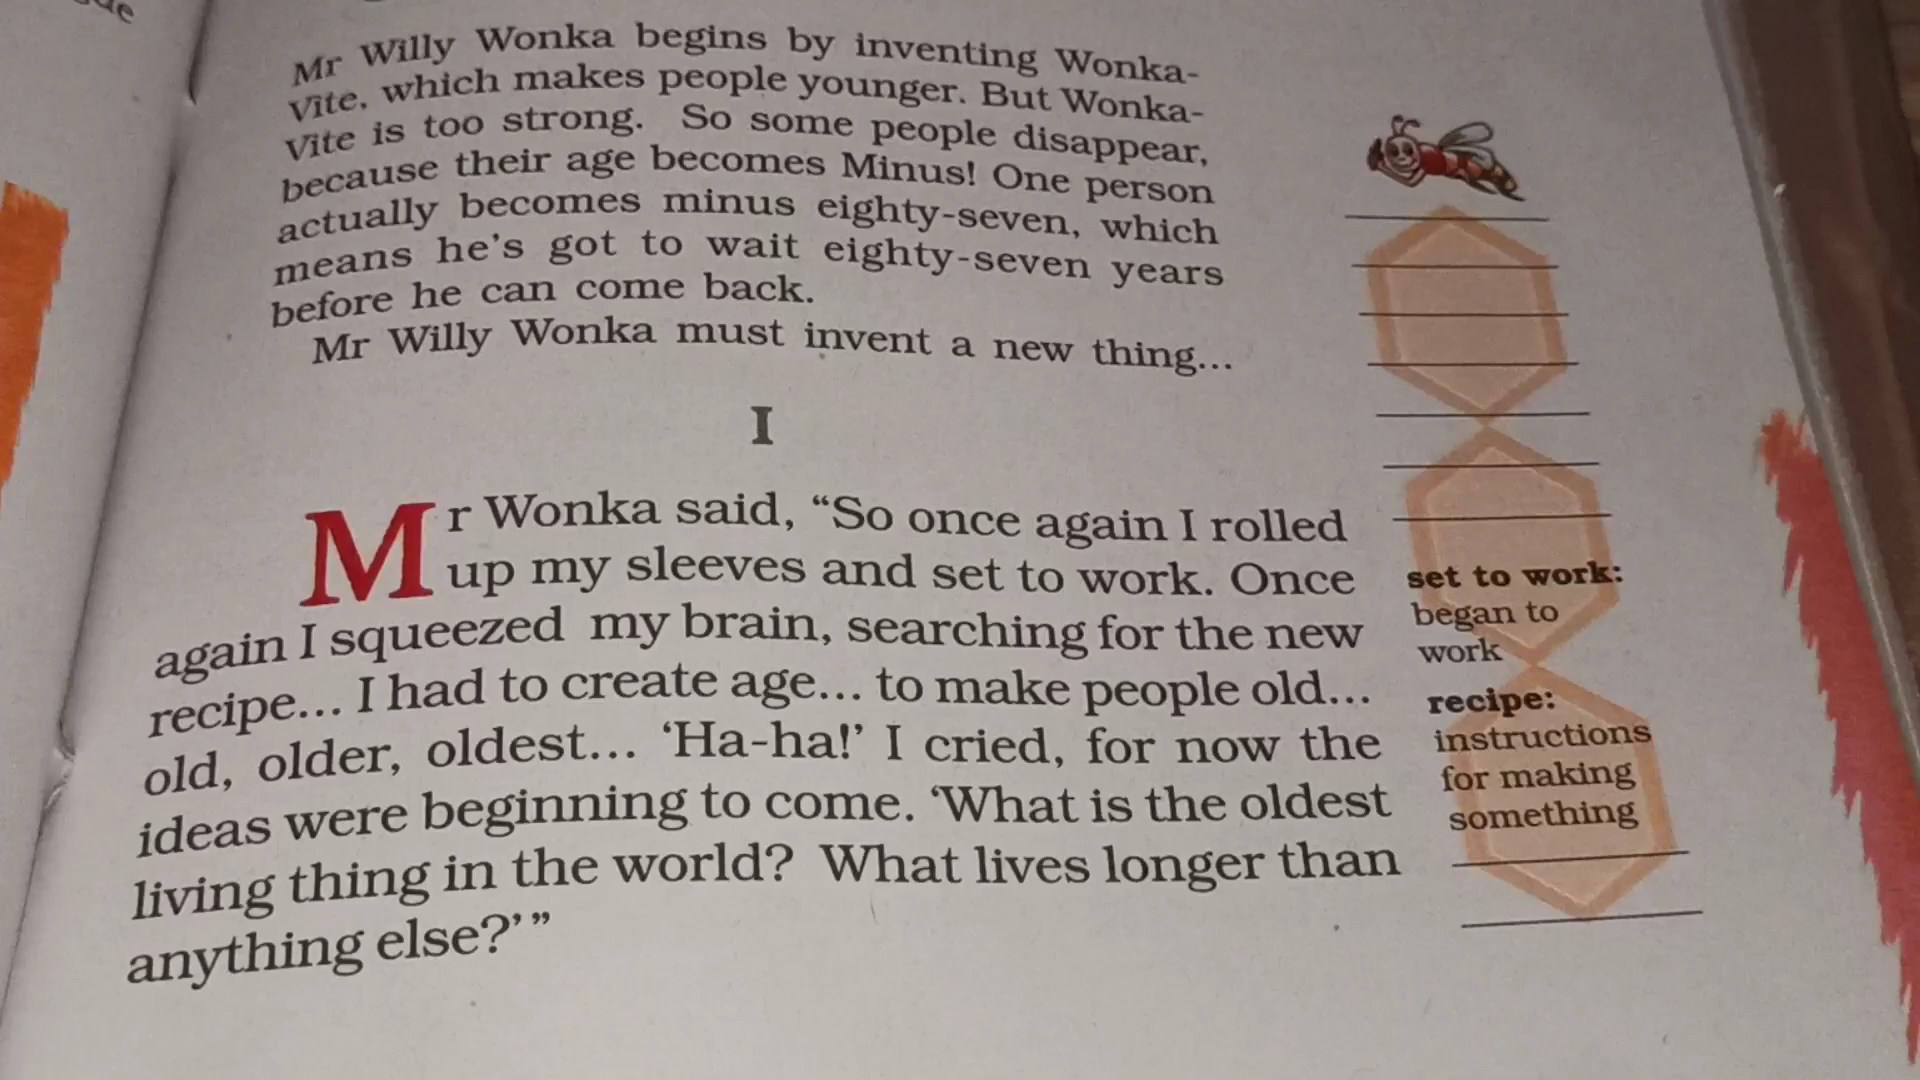 Mr Willy Wonka begins by inventing Wonka-
Vite, which makes people younger. But Wonka-
Vite is too strong. So some people disappear,
because their age becomes Minus! One person
actually becomes minus eighty-seven, which
means he's got to wait eighty-seven years
before he can come back.
Mr Willy Wonka must invent a new thing...
I
Mr Wonka said, “So once again I rolled
up my sleeves and set to work. Once
again I squeezed my brain, searching for the new
recipe... I had to create age... to make people old...
old, older, oldest... ‘Ha-ha!’ I cried, for now the
ideas were beginning to come. ‘What is the oldest
living thing in the world? What lives longer than
anything else?’”
set to work:
began to
work
recipe:
instructions
for making
something